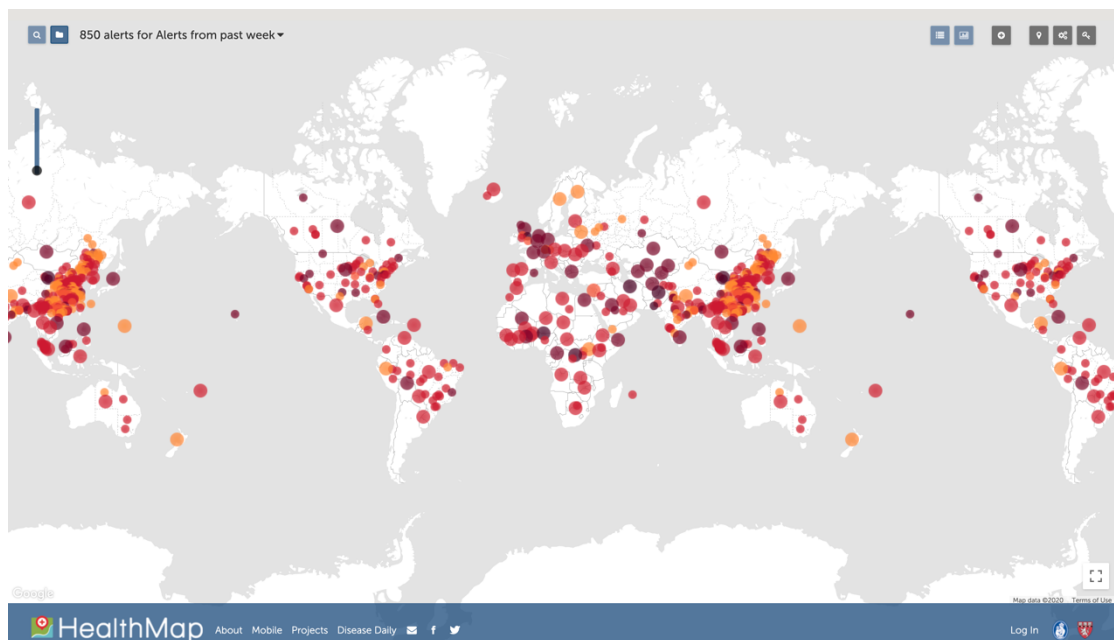 850 alerts for Alerts from past week
Google
Map data ©2020 Terms of Use
HealthMap About Mobile Projects Disease Daily Log In